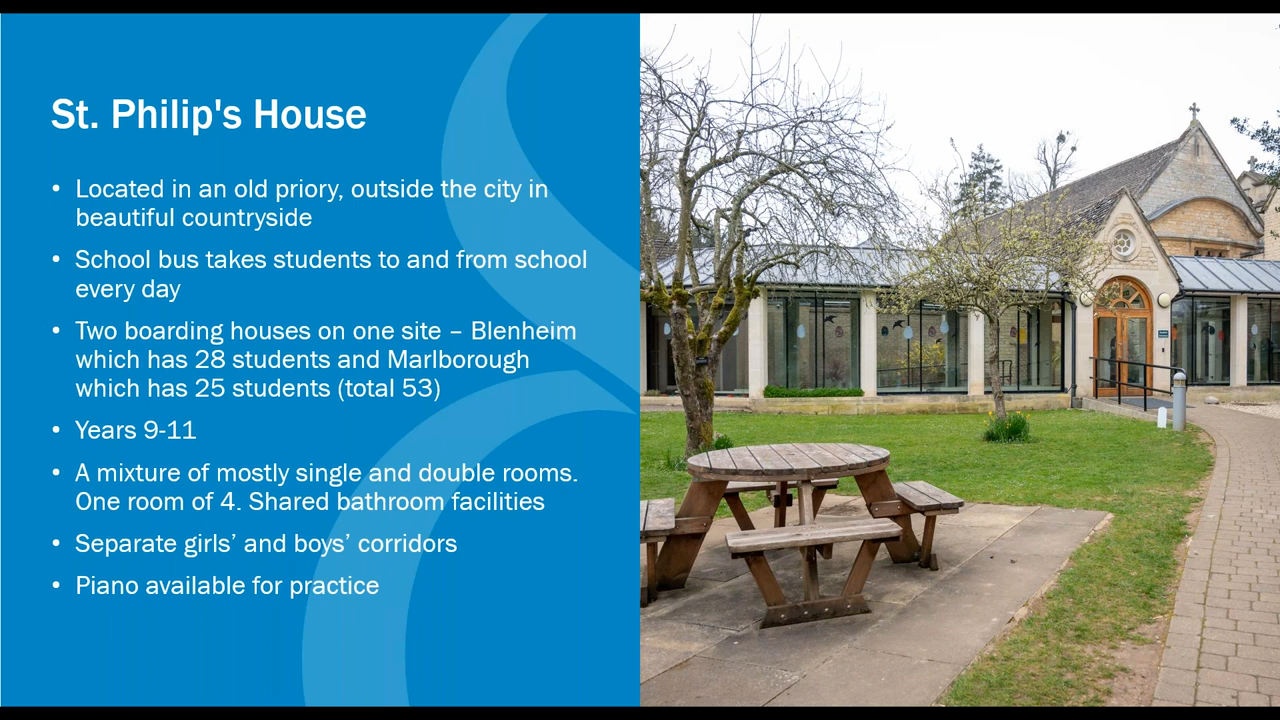 St. Philip's House
• Located in an old priory, outside the city in
beautiful countryside
• School bus takes students to and from school
every day
• Two boarding houses on one site – Blenheim
which has 28 students and Marlborough
which has 25 students (total 53)
• Years 9-11
• A mixture of mostly single and double rooms.
One room of 4. Shared bathroom facilities
• Separate girls’ and boys’ corridors
• Piano available for practice